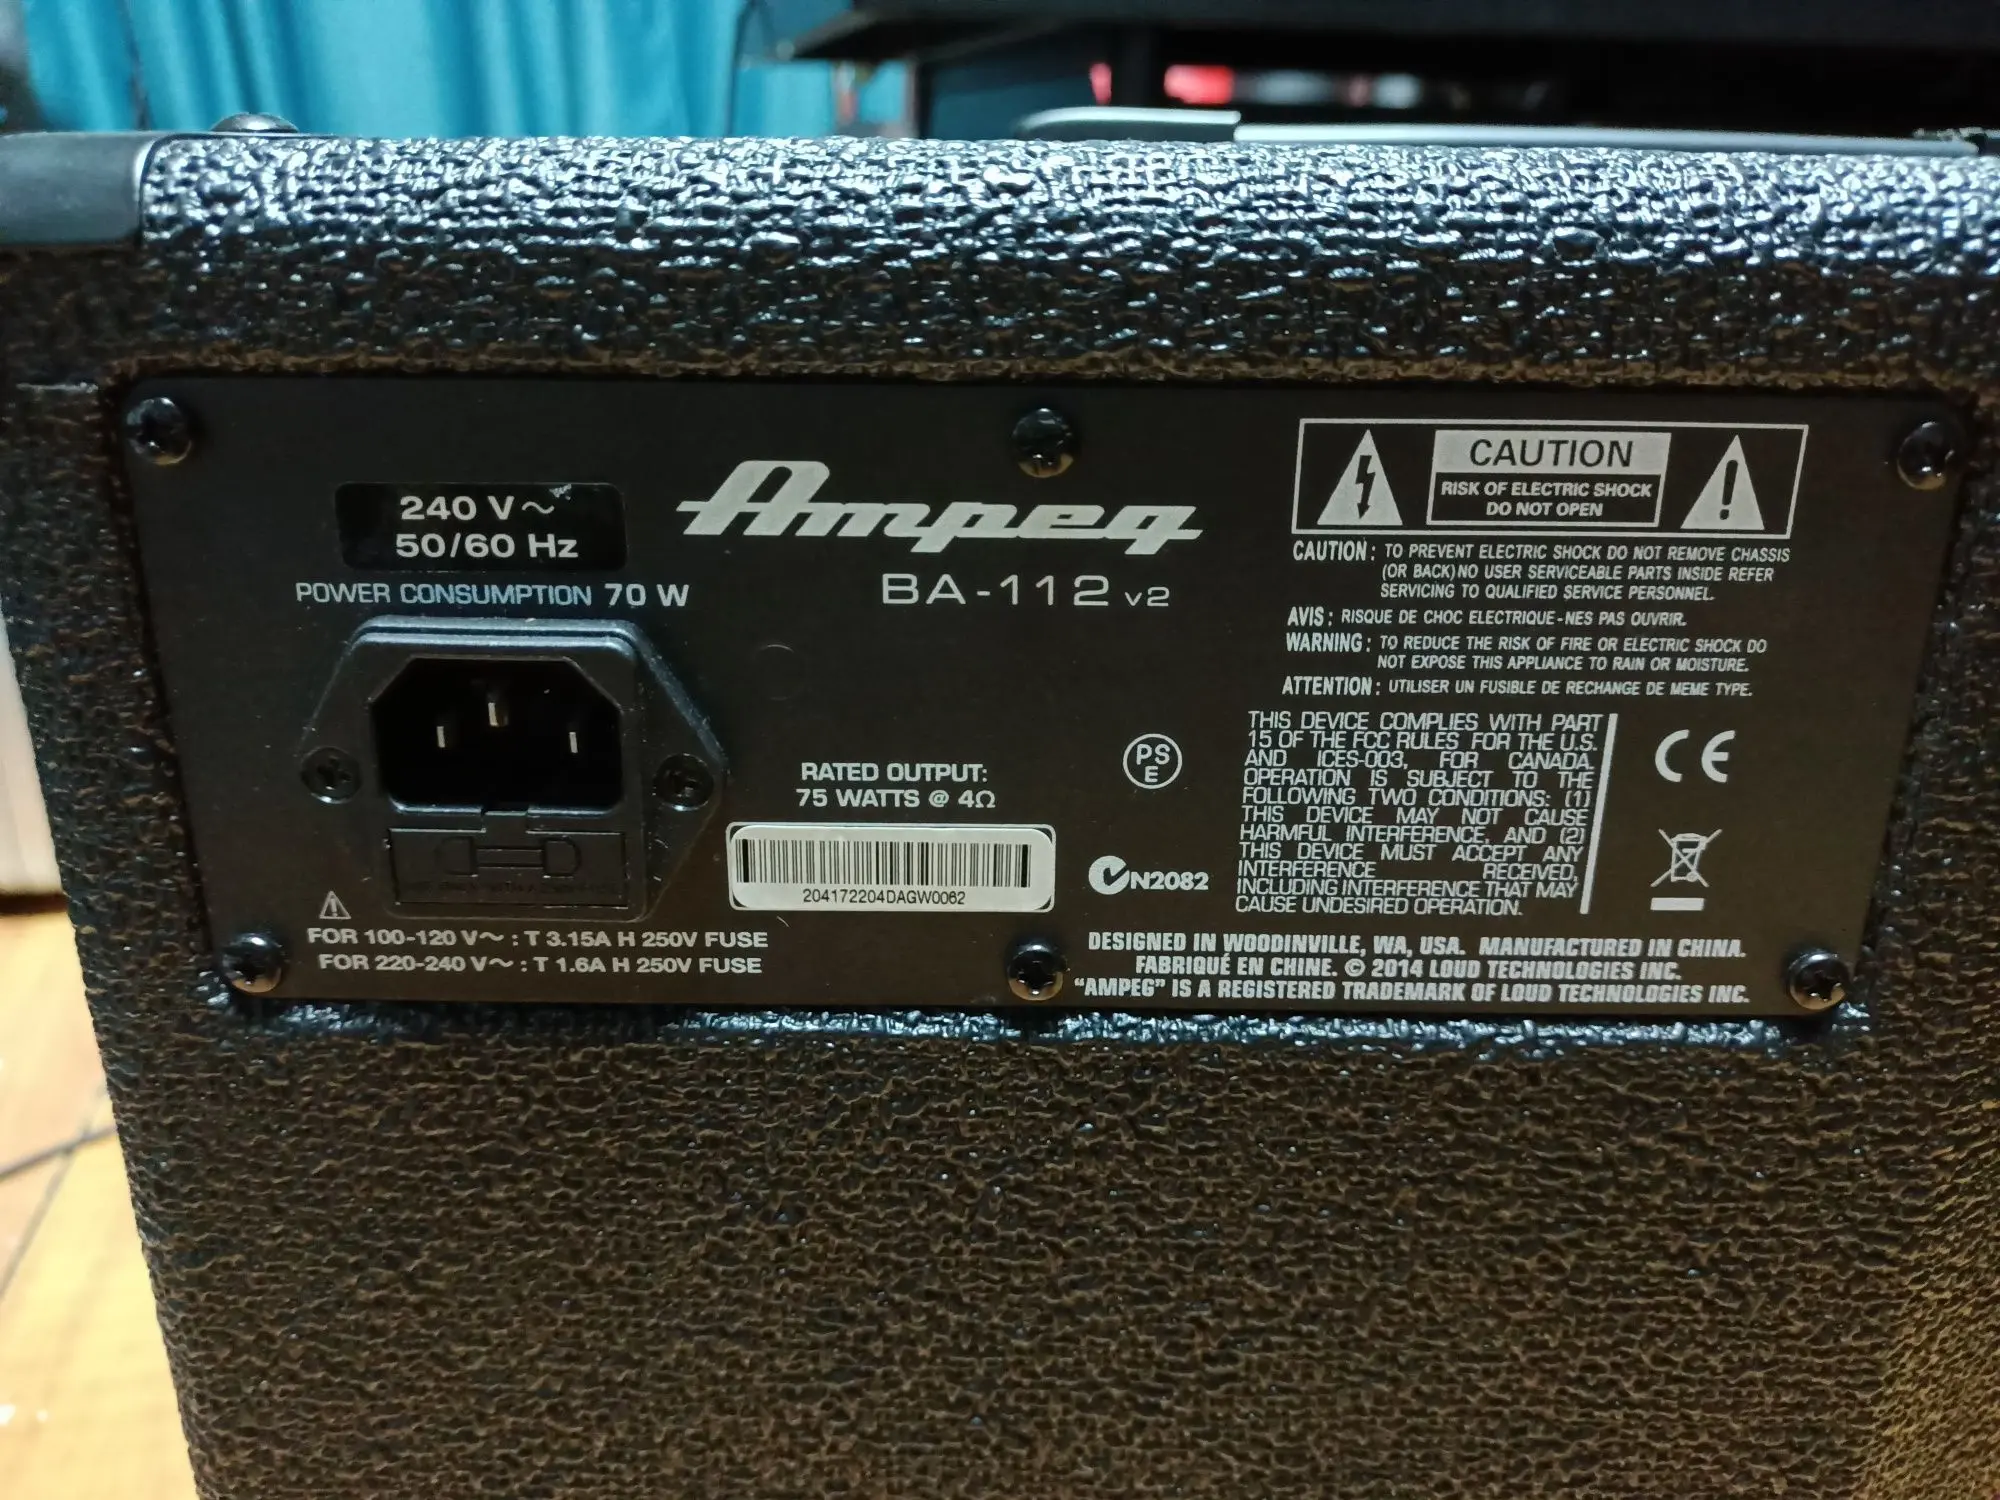 240 V~
50/60 Hz
POWER CONSUMPTION 70 W
Ampeg
BA-112 v2
CAUTION
RISK OF ELECTRIC SHOCK
DO NOT OPEN
CAUTION: TO PREVENT ELECTRIC SHOCK DO NOT REMOVE CHASSIS
(OR BACK)NO USER SERVICEABLE PARTS INSIDE REFER
SERVICING TO QUALIFIED SERVICE PERSONNEL.
AVIS: RISQUE DE CHOC ELECTRIQUE-NES PAS OUVRIR.
WARNING: TO REDUCE THE RISK OF FIRE OR ELECTRIC SHOCK DO
NOT EXPOSE THIS APPLIANCE TO RAIN OR MOISTURE.
ATTENTION: UTILISER UN FUSIBLE DE RECHANGE DE MEME TYPE.
RATED OUTPUT:
75 WATTS @ 4Ω
204172204DAGW0062
PS
E
N2082
THIS DEVICE COMPLIES WITH PART
15 OF THE FCC RULES FOR THE U.S.
AND ICES-003, FOR CANADA.
OPERATION IS SUBJECT TO THE
FOLLOWING TWO CONDITIONS: (1)
THIS DEVICE MAY NOT CAUSE
HARMFUL INTERFERENCE, AND (2)
THIS DEVICE MUST ACCEPT ANY
INTERFERENCE RECEIVED,
INCLUDING INTERFERENCE THAT MAY
CAUSE UNDESIRED OPERATION.
CE
FOR 100-120 V~ : T 3.15A H 250V FUSE
FOR 220-240 V~ : T 1.6A H 250V FUSE
DESIGNED IN WOODINVILLE, WA, USA. MANUFACTURED IN CHINA.
FABRIQUÉ EN CHINE. © 2014 LOUD TECHNOLOGIES INC.
"AMPEG" IS A REGISTERED TRADEMARK OF LOUD TECHNOLOGIES INC.